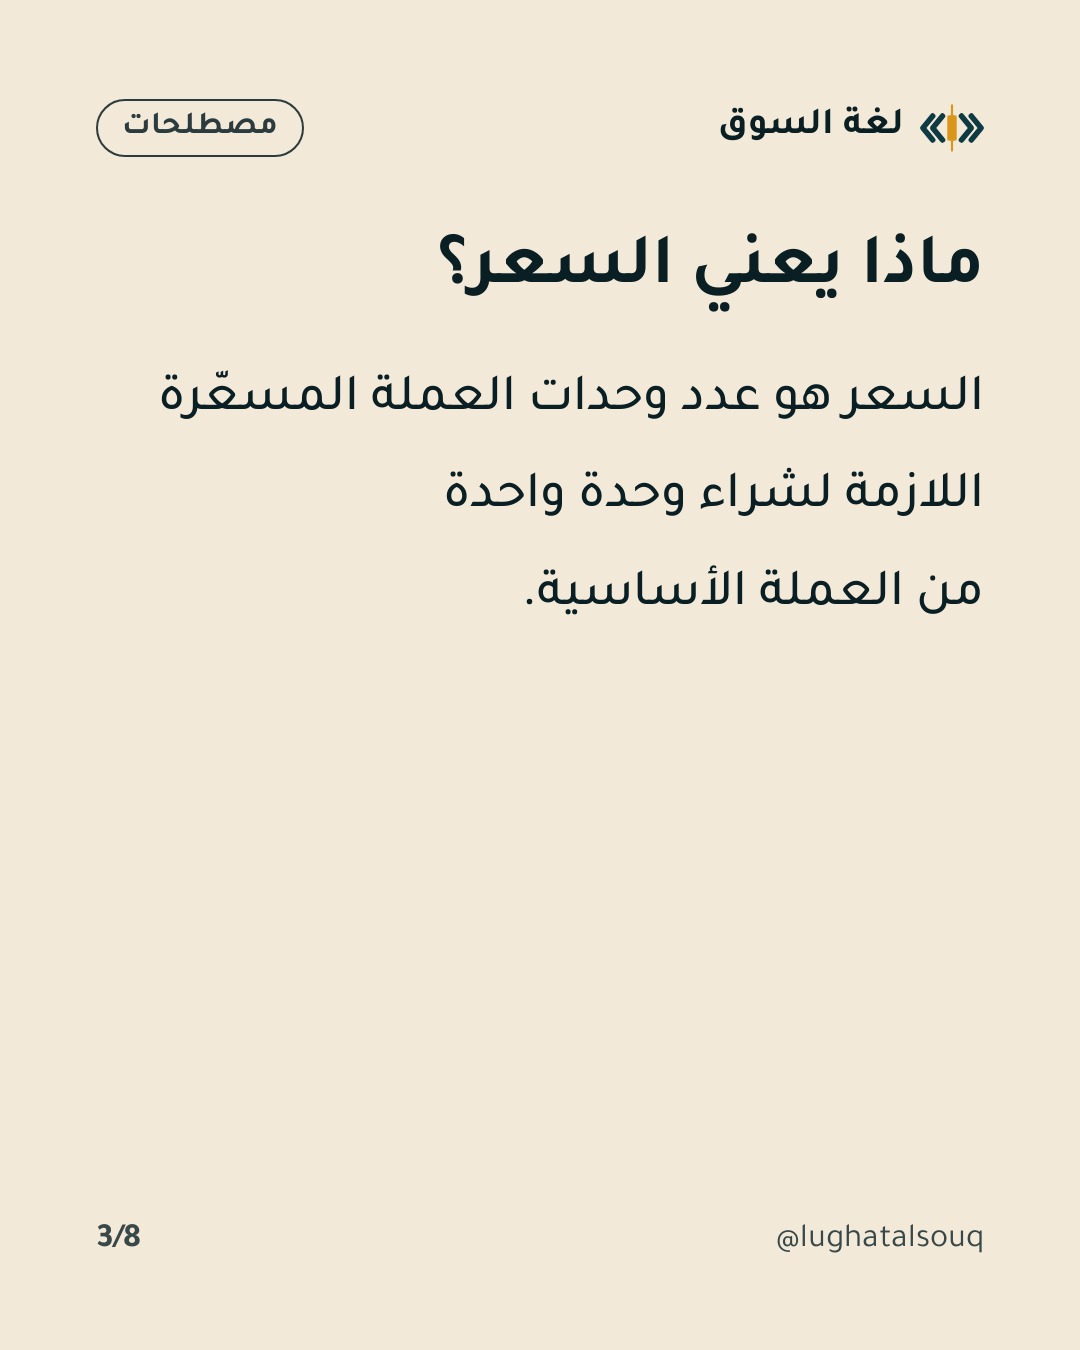 لغة السوق
مصطلحات
ماذا يعني السعر؟
السعر هو عدد وحدات العملة المسعّرة
اللازمة لشراء وحدة واحدة
من العملة الأساسية.
@lughatalsouq
3/8